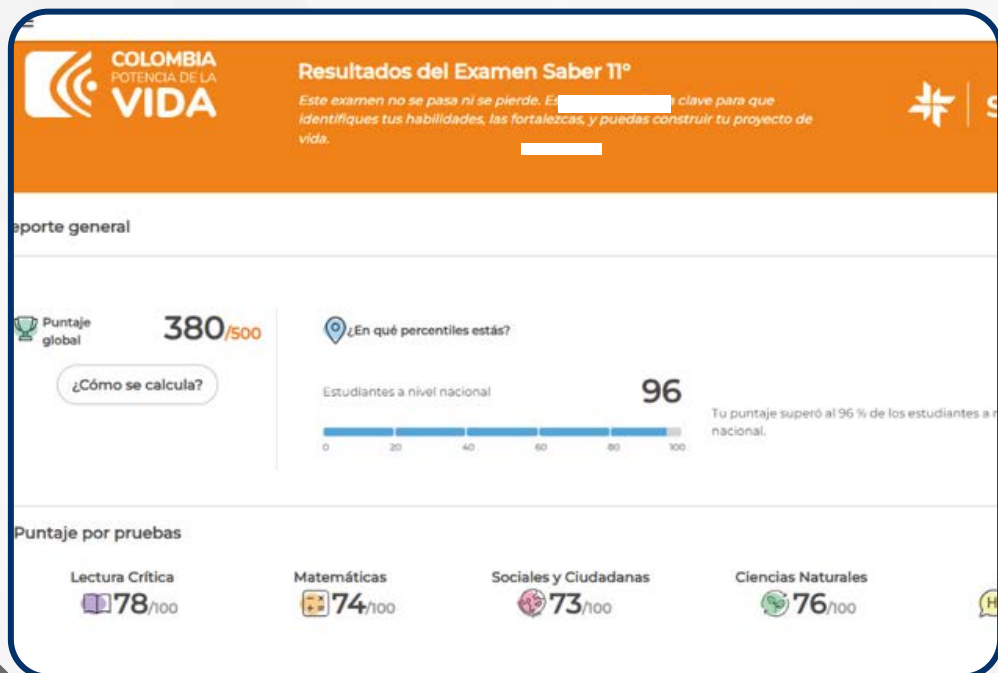 COLOMBIA
POTENCIA DE LA
VIDA
Resultados del Examen Saber 11°
Este examen no se pasa ni se pierde. Es clave para que
identifiques tus habilidades, las fortalezcas, y puedas construir tu proyecto de
vida.
S
eporte general
Puntaje
global
380/500
¿Cómo se calcula?
¿En qué percentiles estás?
Estudiantes a nivel nacional
96
0 20 40 60 80 100
Tu puntaje superó al 96 % de los estudiantes a
nacional.
Puntaje por pruebas
Lectura Crítica
78/100
Matemáticas
74/100
Sociales y Ciudadanas
73/100
Ciencias Naturales
76/100
H